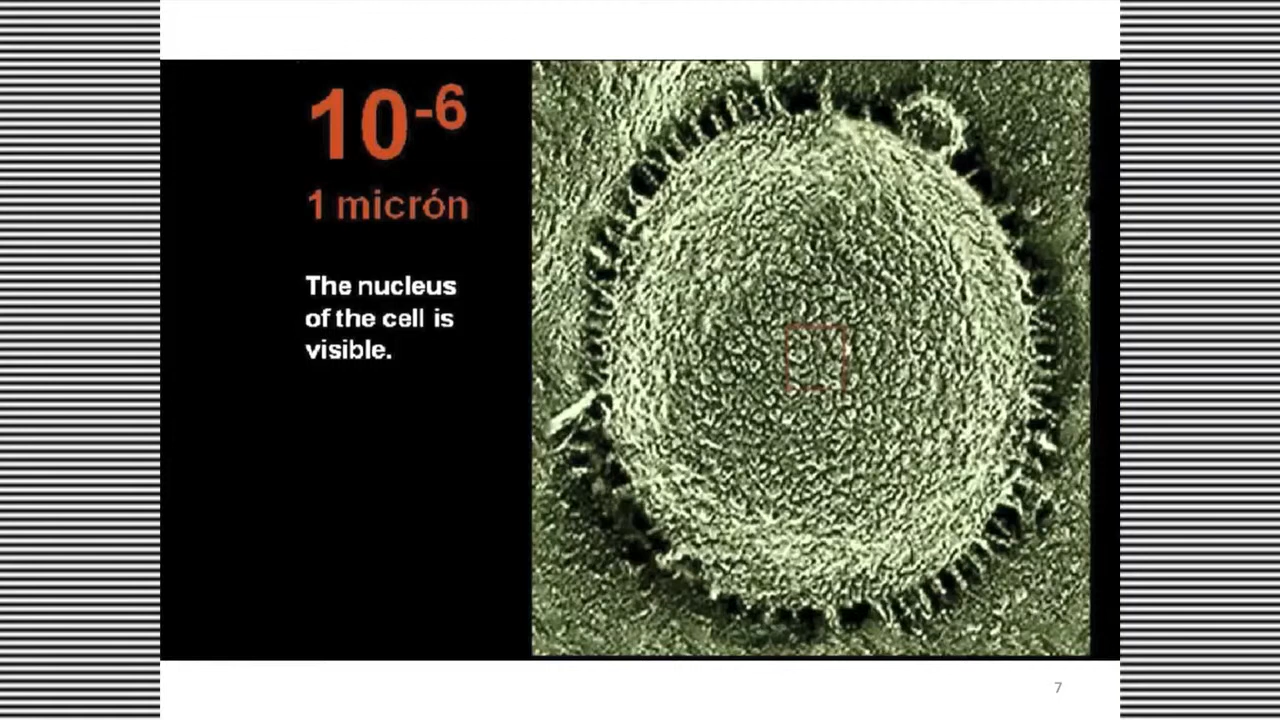 10-6
1 micrón
The nucleus
of the cell is
visible.
7